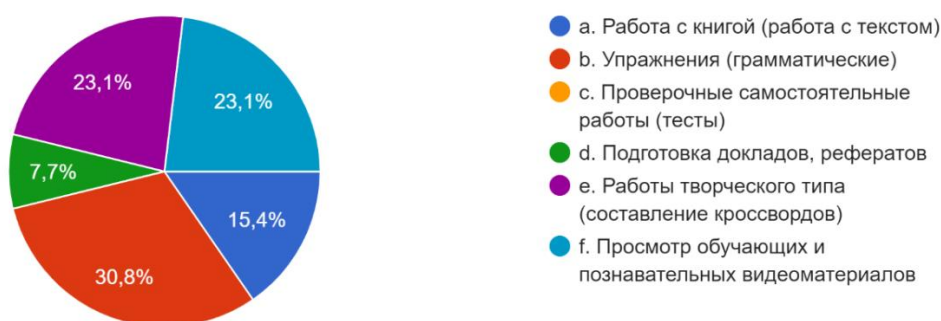 23,1%
23,1%
7,7%
15,4%
30,8%
a. Работа с книгой (работа с текстом)
b. Упражнения (грамматические)
c. Проверочные самостоятельные
работы (тесты)
d. Подготовка докладов, рефератов
e. Работы творческого типа
(составление кроссвордов)
f. Просмотр обучающих и
познавательных видеоматериалов